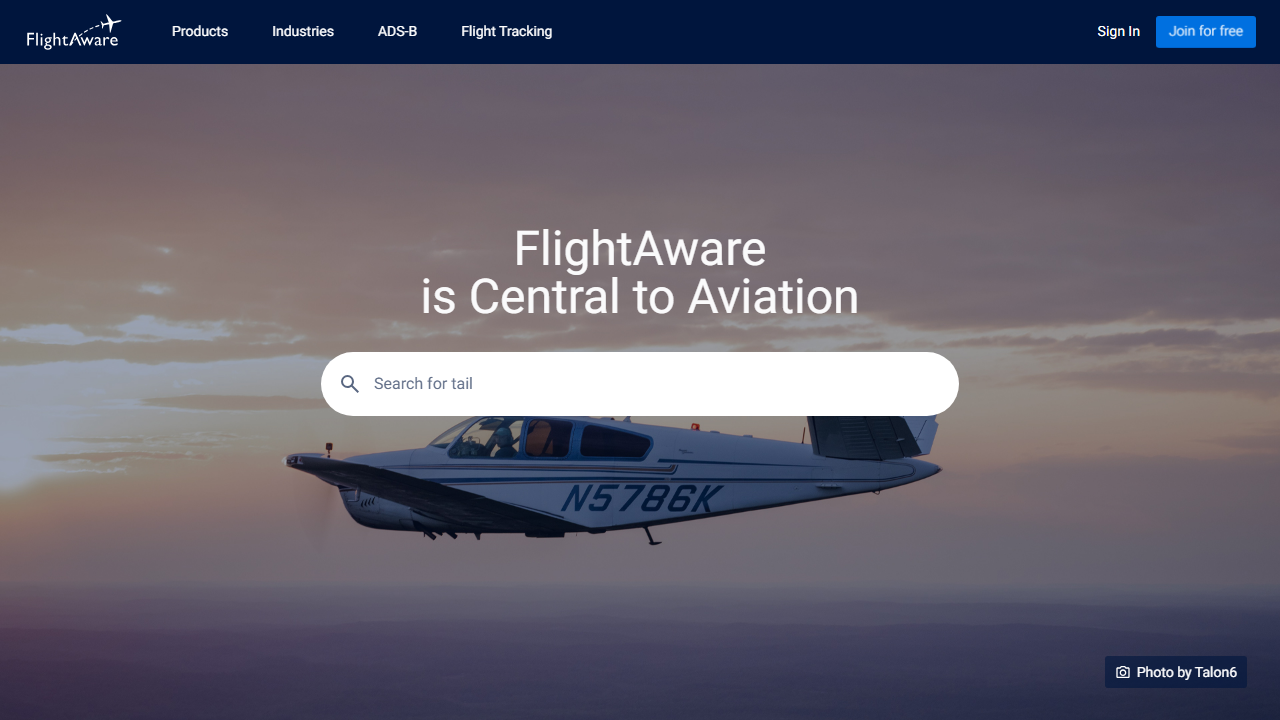 FlightAware
Products
Industries
ADS-B
Flight Tracking
Sign In
Join for free
FlightAware
is Central to Aviation
Search for tail
N5786K
Photo by Talon6